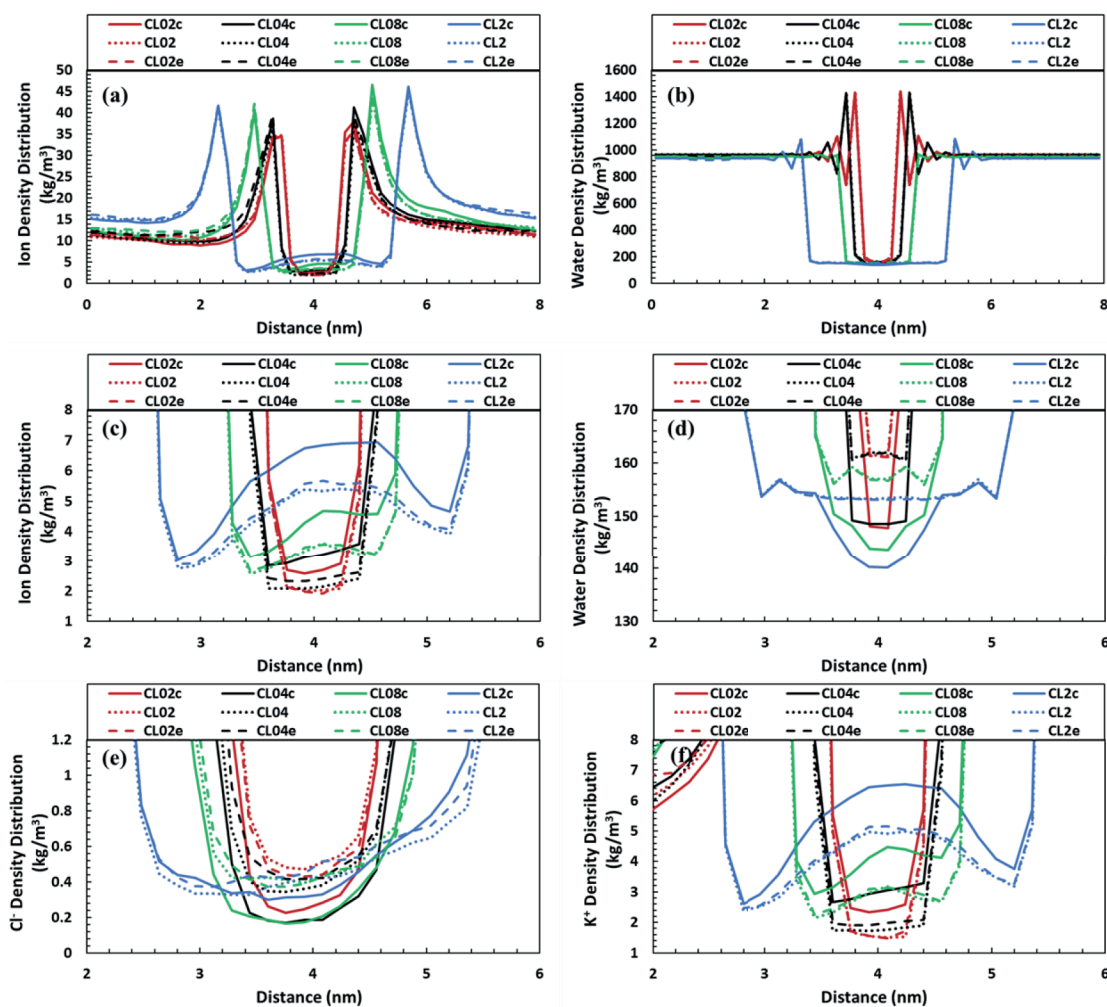 CL02c CL04c CL08c CL2c
CL02 CL04 CL08 CL2
CL02e CL04e CL08e CL2e
(a)
Ion Density Distribution
(kg/m³)
50
45
40
35
30
25
20
15
10
5
0
0 2 4 6 8
Distance (nm)
CL02c CL04c CL08c CL2c
CL02 CL04 CL08 CL2
CL02e CL04e CL08e CL2e
(b)
Water Density Distribution
(kg/m³)
1600
1400
1200
1000
800
600
400
200
0
0 2 4 6 8
Distance (nm)
CL02c CL04c CL08c CL2c
CL02 CL04 CL08 CL2
CL02e CL04e CL08e CL2e
(c)
Ion Density Distribution
(kg/m³)
8
7
6
5
4
3
2
1
2 3 4 5 6
Distance (nm)
CL02c CL04c CL08c CL2c
CL02 CL04 CL08 CL2
CL02e CL04e CL08e CL2e
(d)
Water Density Distribution
(kg/m³)
170
160
150
140
130
2 3 4 5 6
Distance (nm)
CL02c CL04c CL08c CL2c
CL02 CL04 CL08 CL2
CL02e CL04e CL08e CL2e
(e)
Cl⁻ Density Distribution
(kg/m³)
1.2
1
0.8
0.6
0.4
0.2
0
2 3 4 5 6
Distance (nm)
CL02c CL04c CL08c CL2c
CL02 CL04 CL08 CL2
CL02e CL04e CL08e CL2e
(f)
K⁺ Density Distribution
(kg/m³)
8
7
6
5
4
3
2
1
2 3 4 5 6
Distance (nm)